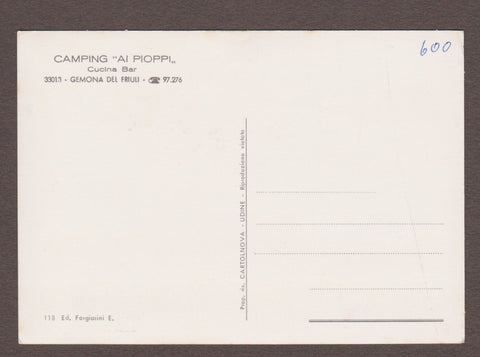 CAMPING "AI PIOPPI„
Cucina Bar
33013 - GEMONA DEL FRIULI - ☎ 97.276
600
Prop. ris. CARTOLNOVA - UDINE - Riproduzione vietata
118 Ed. Forgiarini E.